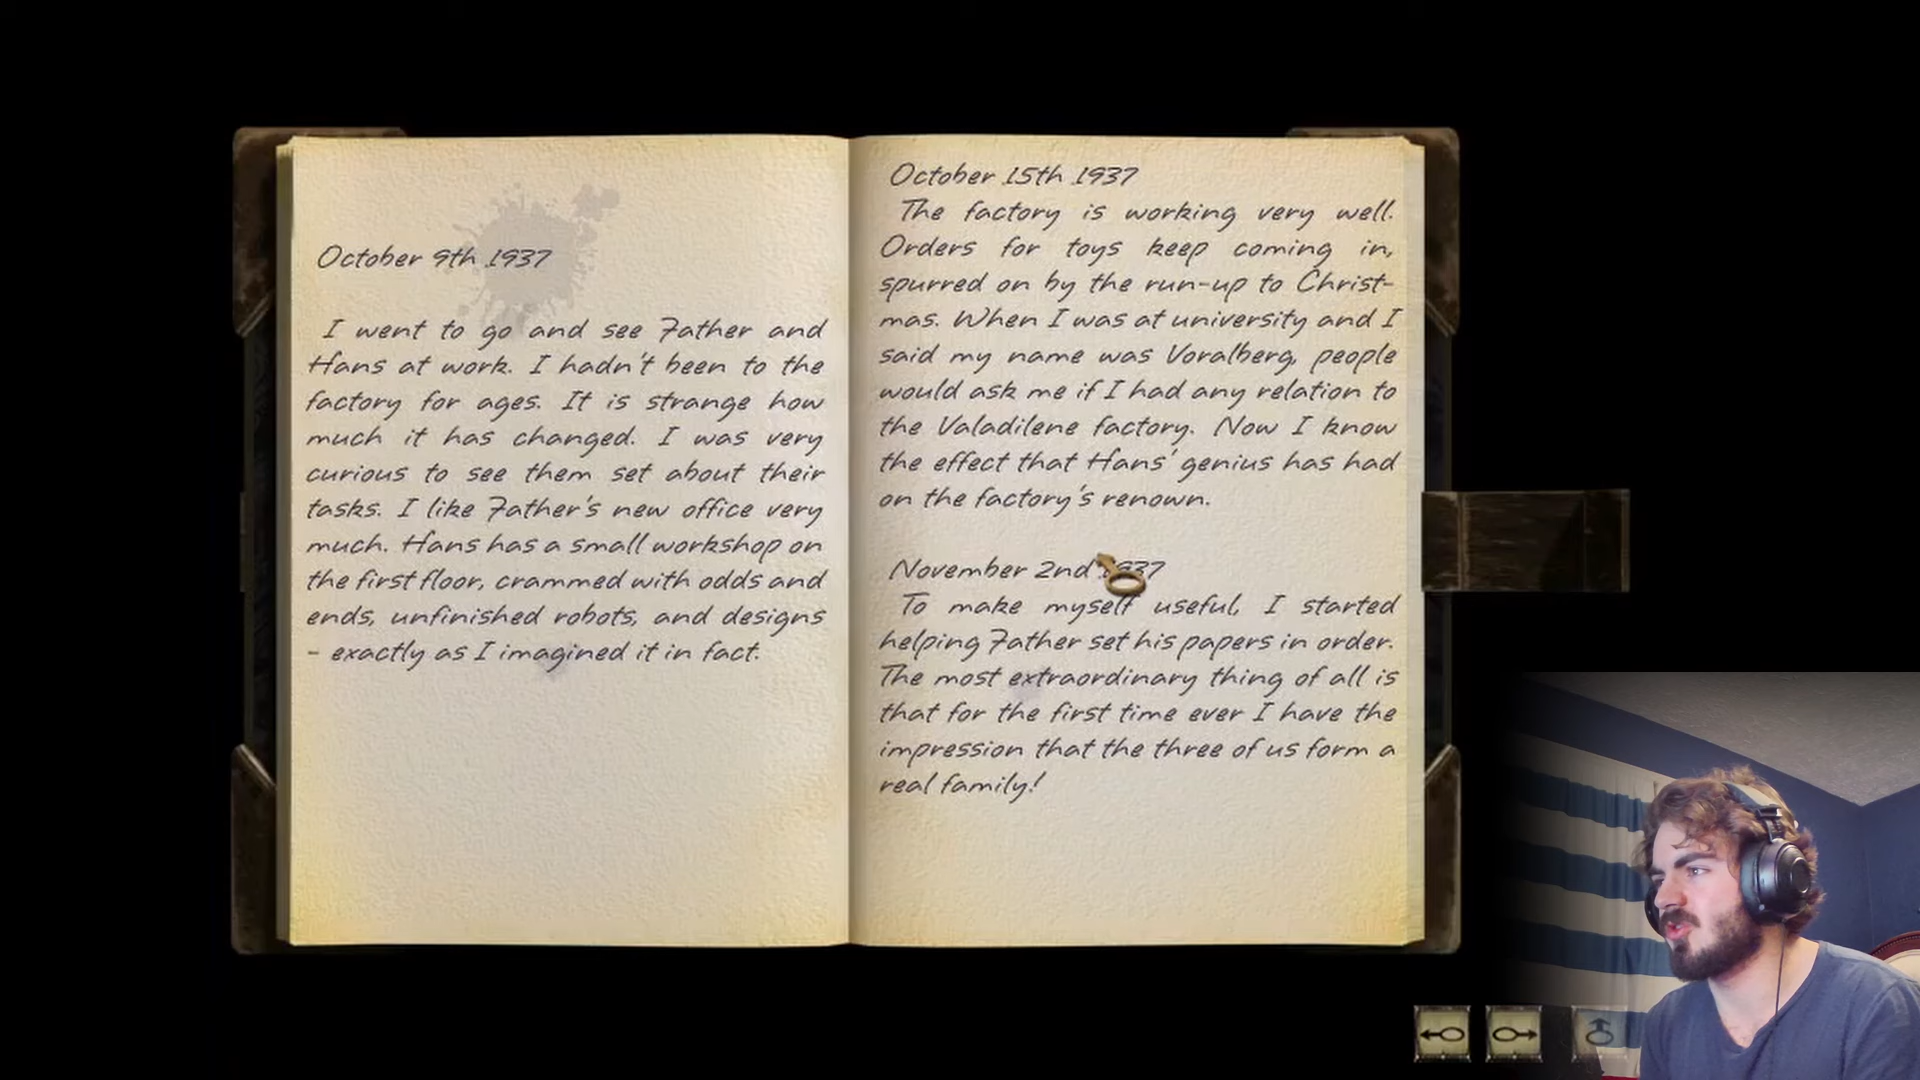 October 9th 1937
I went to go and see Father and
Hans at work. I hadn't been to the
factory for ages. It is strange how
much it has changed. I was very
curious to see them set about their
tasks. I like Father's new office very
much. Hans has a small workshop on
the first floor, crammed with odds and
ends, unfinished robots, and designs
- exactly as I imagined it in fact.
October 15th 1937
The factory is working very well.
Orders for toys keep coming in,
spurred on by the run-up to Christ-
mas. When I was at university and I
said my name was Voralberg, people
would ask me if I had any relation to
the Valadilene factory. Now I know
the effect that Hans' genius has had
on the factory's renown.
November 2nd 1937
To make myself useful, I started
helping Father set his papers in order.
The most extraordinary thing of all is
that for the first time ever I have the
impression that the three of us form a
real family!